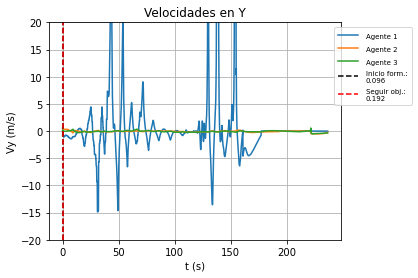 Velocidades en Y
20
15
10
5
0
−5
−10
−15
−20
Vy (m/s)
0
50
100
150
200
t (s)
Agente 1
Agente 2
Agente 3
Inicio form.:
0.096
Seguir obj.:
0.192